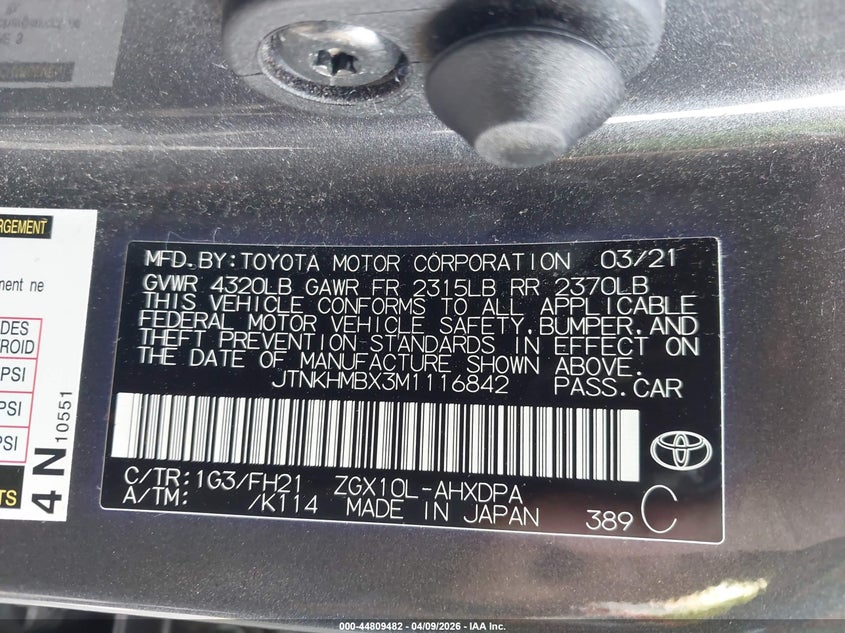 RGEMENT
ment ne
DES
ROID
PSI
PSI
PSI
TS
4 N 10551
MFD.BY:TOYOTA MOTOR CORPORATION 03/21
GVWR 4320LB GAWR FR 2315LB RR 2370LB
THIS VEHICLE CONFORMS TO ALL APPLICABLE
FEDERAL MOTOR VEHICLE SAFETY,BUMPER,AND
THEFT PREVENTION STANDARDS IN EFFECT ON
THE DATE OF MANUFACTURE SHOWN ABOVE.
JTNKHMBX3M1116842 PASS.CAR
C/TR:1G3/FH21 ZGX10L-AHXDPA
A/TM: /K114 MADE IN JAPAN 389 C
000-44809482 - 04/09/2026 - IAA Inc.